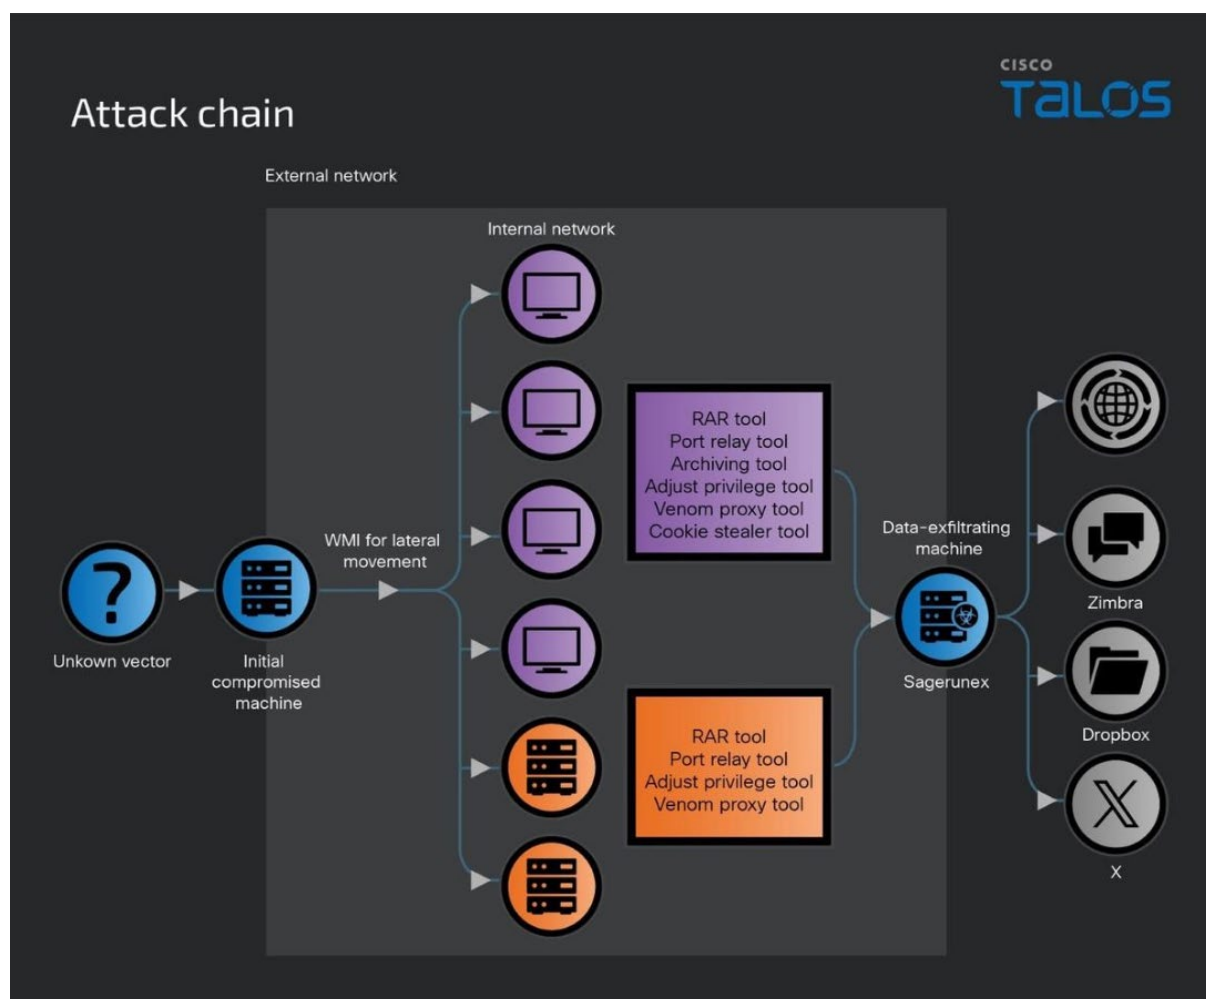 CISCO
TALOS
Attack chain
External network
Internal network
RAR tool
Port relay tool
Archiving tool
Adjust privilege tool
Venom proxy tool
Cookie stealer tool
WMI for lateral
movement
Data-exfiltrating
machine
Unkown vector
Initial
compromised
machine
Sagerunex
RAR tool
Port relay tool
Adjust privilege tool
Venom proxy tool
Zimbra
Dropbox
X